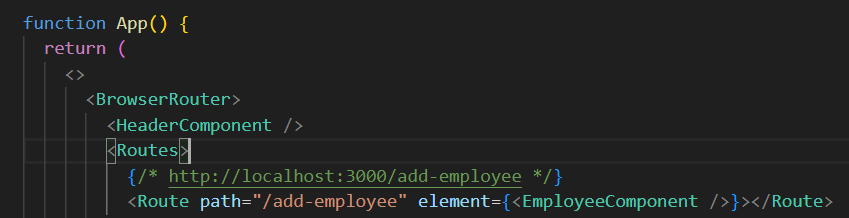 function App() {
return (
<>
<BrowserRouter>
<HeaderComponent />
<Routes>
{/* http://localhost:3000/add-employee */}
<Route path="/add-employee" element={<EmployeeComponent />}></Route>